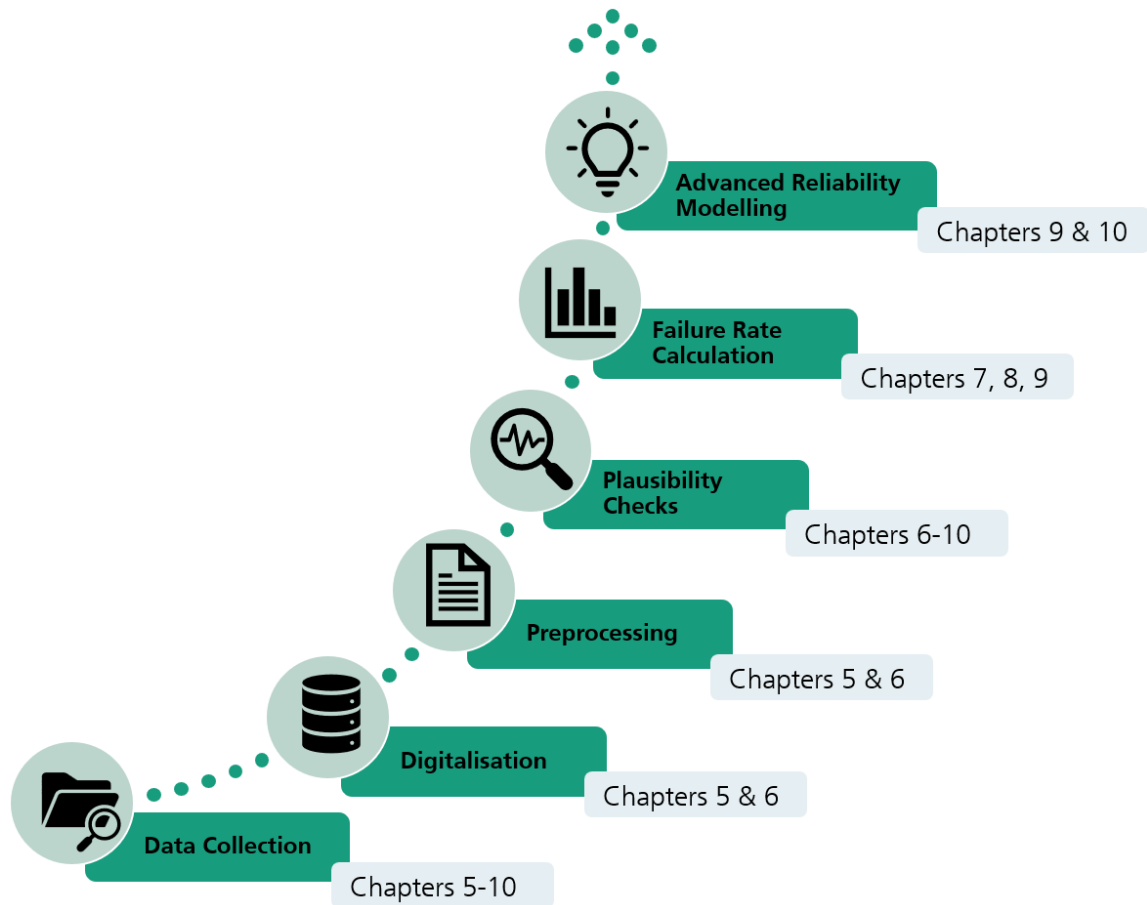 Advanced Reliability
Modelling
Chapters 9 & 10
Failure Rate
Calculation
Chapters 7, 8, 9
Plausibility
Checks
Chapters 6-10
Preprocessing
Chapters 5 & 6
Digitalisation
Chapters 5 & 6
Data Collection
Chapters 5-10